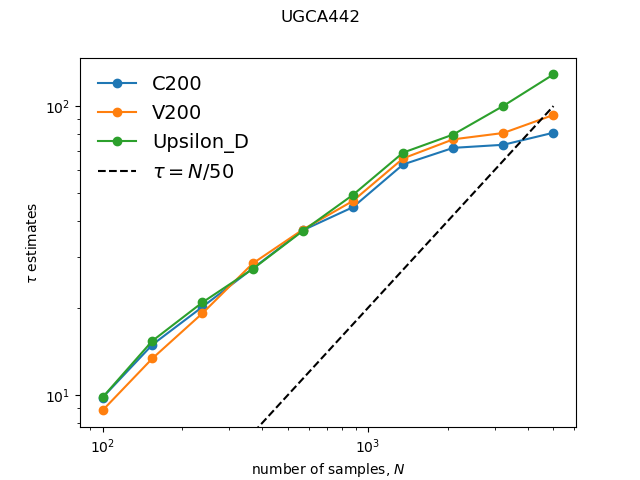 UGCA442
C200
V200
Upsilon_D
τ = N/50
10²
10¹
τ estimates
10² 10³
number of samples, N